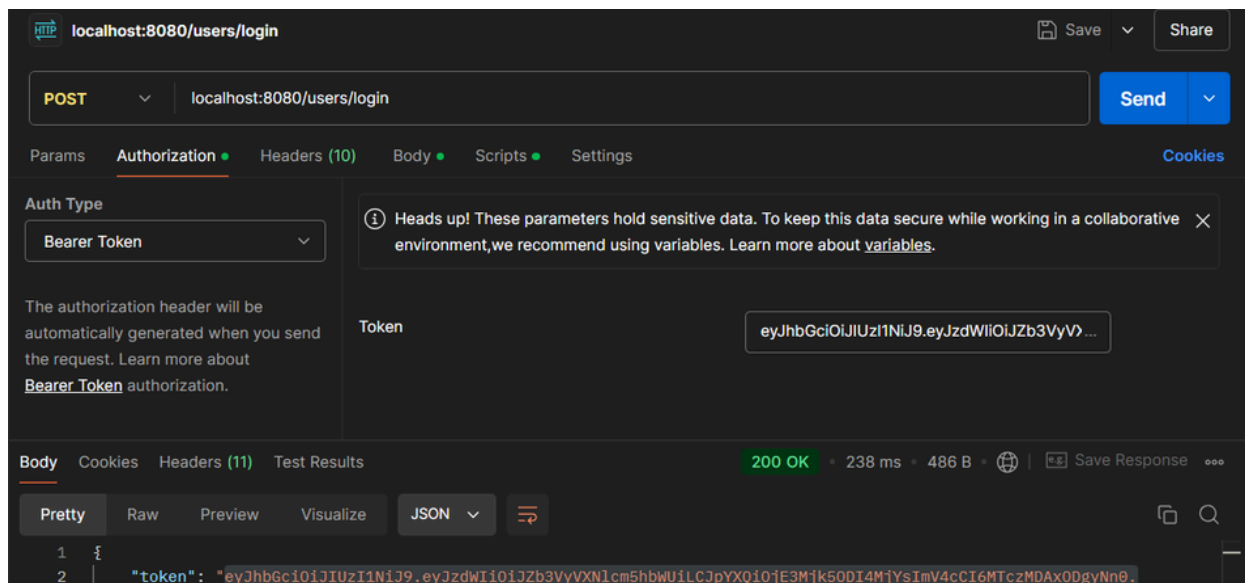 HTTP localhost:8080/users/login Save Share
POST localhost:8080/users/login Send
Params Authorization Headers (10) Body Scripts Settings Cookies
Auth Type
Bearer Token
Heads up! These parameters hold sensitive data. To keep this data secure while working in a collaborative
environment,we recommend using variables. Learn more about variables.
The authorization header will be
automatically generated when you send
the request. Learn more about
Bearer Token authorization.
Token eyJhbGciOiJIUzI1NiJ9.eyJzdWIiOiJZb3VyV...
Body Cookies Headers (11) Test Results 200 OK • 238 ms • 486 B e.g. Save Response
Pretty Raw Preview Visualize JSON
1 {
2 "token": "eyJhbGciOiJIUzI1NiJ9.eyJzdWIiOiJZb3VyVXNlcm5hbWUiLCJpYXQiOjE3Mjk5ODI4MjYsImV4cCI6MTczMDAxODgyNn0.